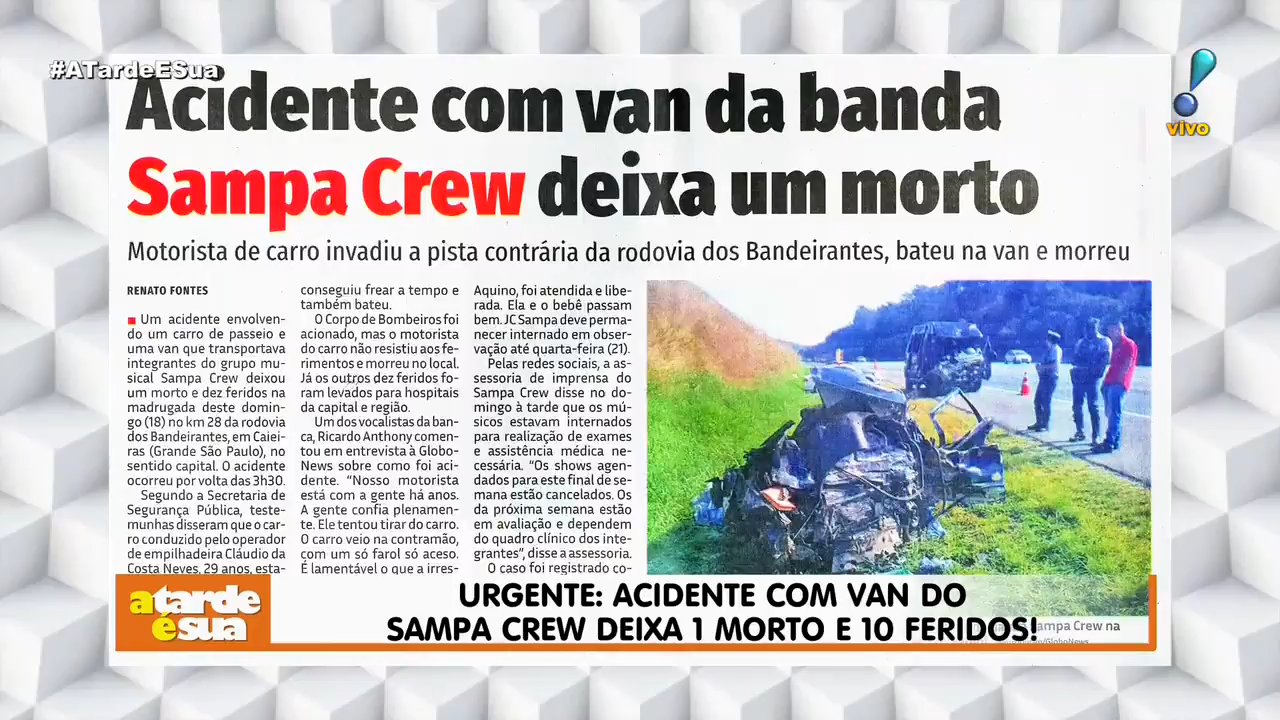 #ATardeESua
vivo
Acidente com van da banda
Sampa Crew deixa um morto
Motorista de carro invadiu a pista contrária da rodovia dos Bandeirantes, bateu na van e morreu
RENATO FONTES
Um acidente envolven-
do um carro de passeio e
uma van que transportava
integrantes do grupo mu-
sical Sampa Crew deixou
um morto e dez feridos na
madrugada deste domin-
go (18) no km 28 da rodovia
dos Bandeirantes, em Caiei-
ras (Grande São Paulo), no
sentido capital. O acidente
ocorreu por volta das 3h30.
Segundo a Secretaria de
Segurança Pública, teste-
munhas disseram que o car-
ro conduzido pelo operador
de empilhadeira Cláudio da
Costa Neves, 29 anos, esta-
conseguiu frear a tempo e
também bateu.
O Corpo de Bombeiros foi
acionado, mas o motorista
do carro não resistiu aos fe-
rimentos e morreu no local.
Já os outros dez feridos fo-
ram levados para hospitais
da capital e região.
Um dos vocalistas da ban-
ca, Ricardo Anthony comen-
tou em entrevista à Globo-
News sobre como foi aci-
dente. “Nosso motorista
está com a gente há anos.
A gente confia plenamente.
Ele tentou tirar do carro.
O carro veio na contramão,
com um só farol só aceso.
É lamentável o que a irres-
Aquino, foi atendida e libe-
rada. Ela e o bebê passam
bem. JC Sampa deve perma-
necer internado em obser-
vação até quarta-feira (21).
Pelas redes sociais, a as-
sessoria de imprensa do
Sampa Crew disse no do-
mingo à tarde que os mú-
sicos estavam internados
para realização de exames
e assistência médica ne-
cessária. “Os shows agen-
dados para este final de se-
mana estão cancelados. Os
da próxima semana estão
em avaliação e dependem
do quadro clínico dos inte-
grantes”, disse a assessoria.
O caso foi registrado co-
Sampa Crew na
GloboNews
a tarde
é sua
URGENTE: ACIDENTE COM VAN DO
SAMPA CREW DEIXA 1 MORTO E 10 FERIDOS!